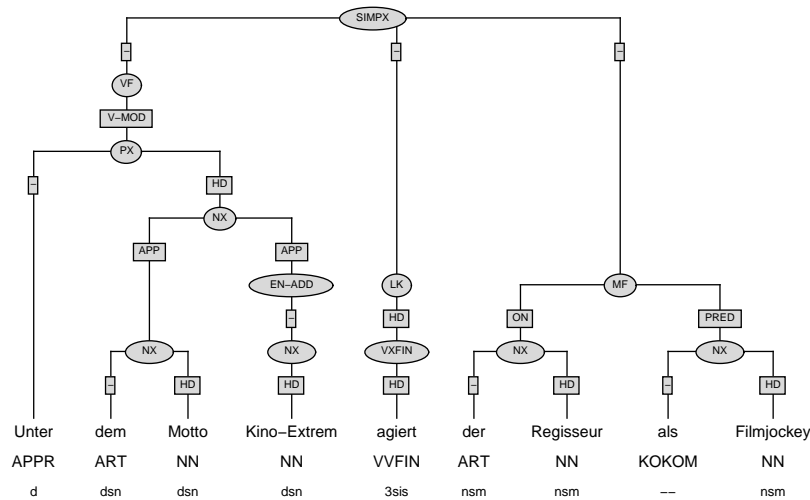 SIMPX
– – –
VF
V–MOD
PX
– HD
NX
APP APP
EN–ADD LK MF
– HD ON PRED
NX NX VXFIN NX NX
– HD HD HD – HD – HD
Unter dem Motto Kino–Extrem agiert der Regisseur als Filmjockey
APPR ART NN NN VVFIN ART NN KOKOM NN
d dsn dsn dsn 3sis nsm nsm –– nsm